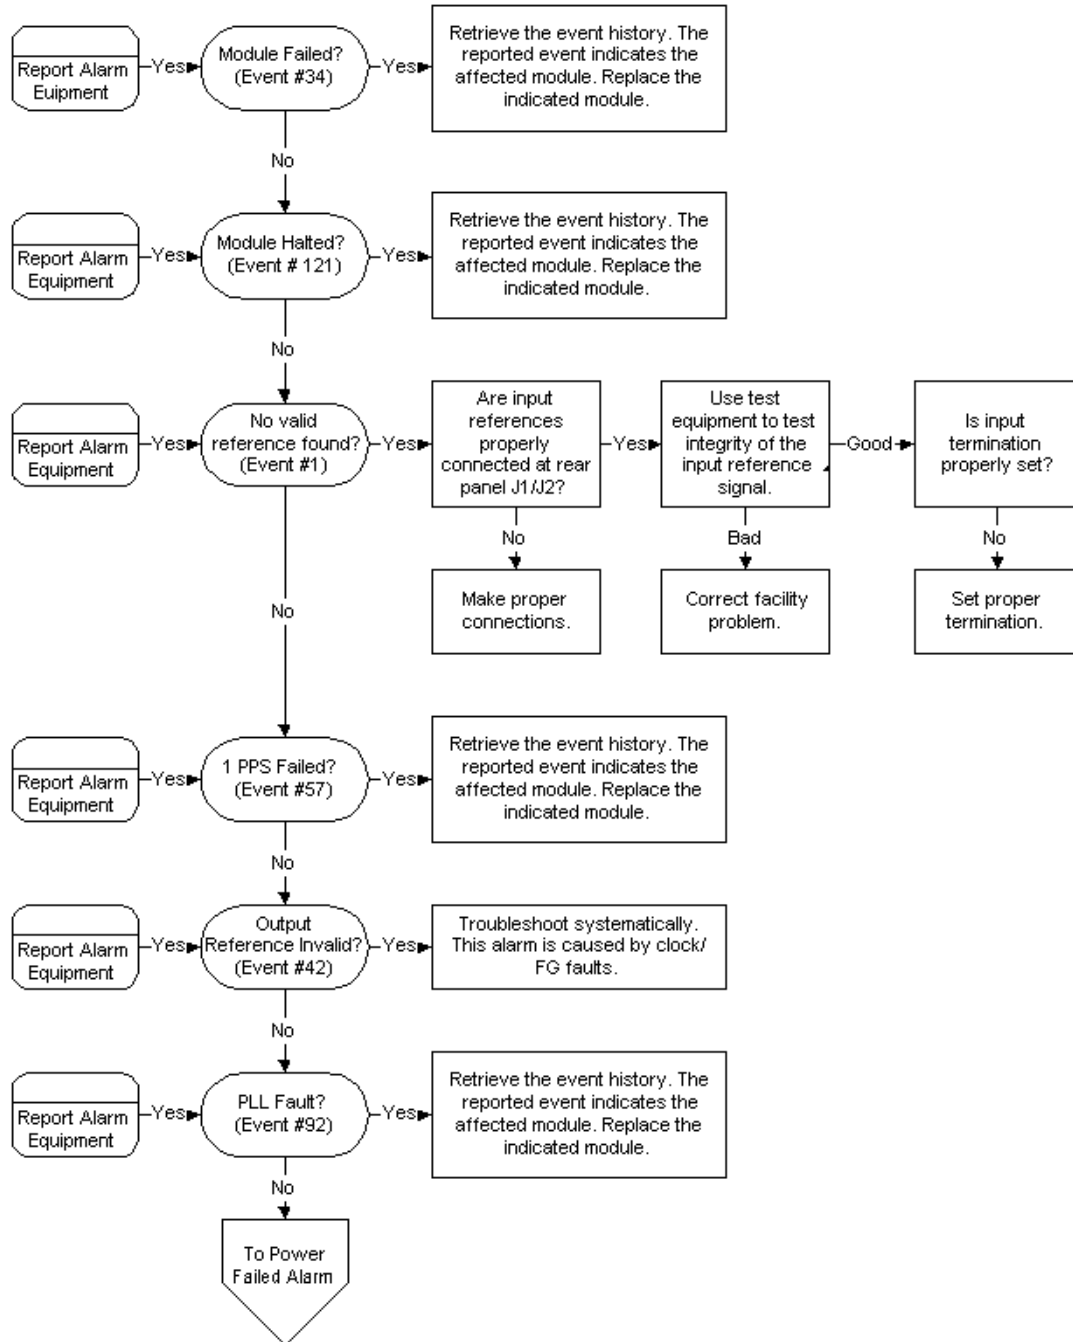 Report Alarm
Euipment
Yes
Module Failed?
(Event #34)
Yes
Retrieve the event history. The
reported event indicates the
affected module. Replace the
indicated module.
No
Report Alarm
Equipment
Yes
Module Halted?
(Event # 121)
Yes
Retrieve the event history. The
reported event indicates the
affected module. Replace the
indicated module.
No
Report Alarm
Equipment
Yes
No valid
reference found?
(Event #1)
Yes
Are input
references
properly
connected at rear
panel J1/J2?
Yes
Use test
equipment to test
integrity of the
input reference
signal.
Good
Is input
termination
properly set?
No
Bad
No
Make proper
connections.
Correct facility
problem.
Set proper
termination.
No
Report Alarm
Equipment
Yes
1 PPS Failed?
(Event #57)
Yes
Retrieve the event history. The
reported event indicates the
affected module. Replace the
indicated module.
No
Report Alarm
Equipment
Yes
Output
Reference Invalid?
(Event #42)
Yes
Troubleshoot systematically.
This alarm is caused by clock/
FG faults.
No
Report Alarm
Equipment
Yes
PLL Fault?
(Event #92)
Yes
Retrieve the event history. The
reported event indicates the
affected module. Replace the
indicated module.
No
To Power
Failed Alarm